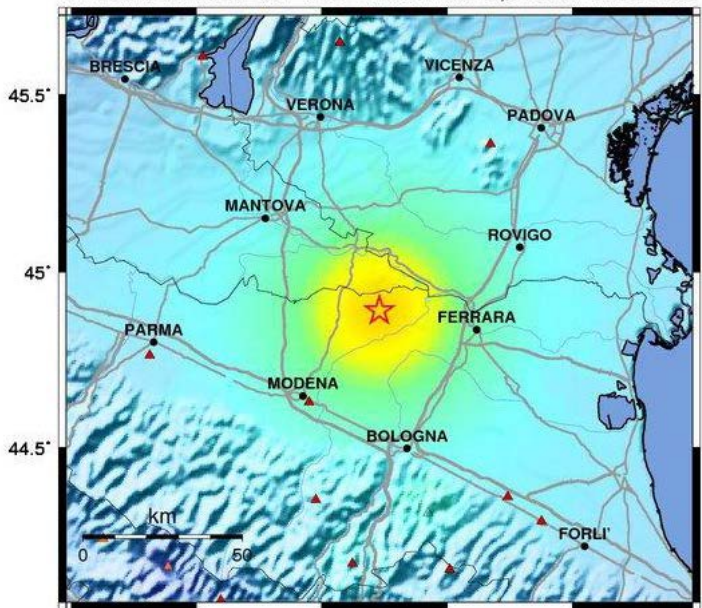 BRESCIA
VICENZA
45.5˚
VERONA
PADOVA
MANTOVA
ROVIGO
45˚
FERRARA
PARMA
MODENA
44.5˚
BOLOGNA
km
0 50
FORLI'